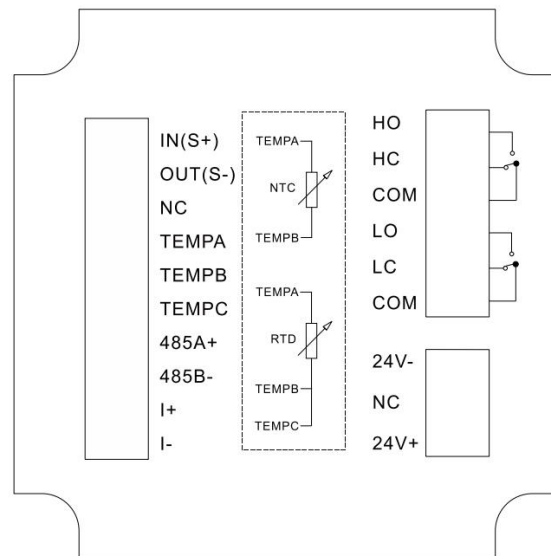 IN(S+)
OUT(S-)
NC
TEMPA
TEMPB
TEMPC
485A+
485B-
I+
I-
TEMPA
NTC
TEMPB
TEMPA
RTD
TEMPB
TEMPC
HO
HC
COM
LO
LC
COM
24V-
NC
24V+